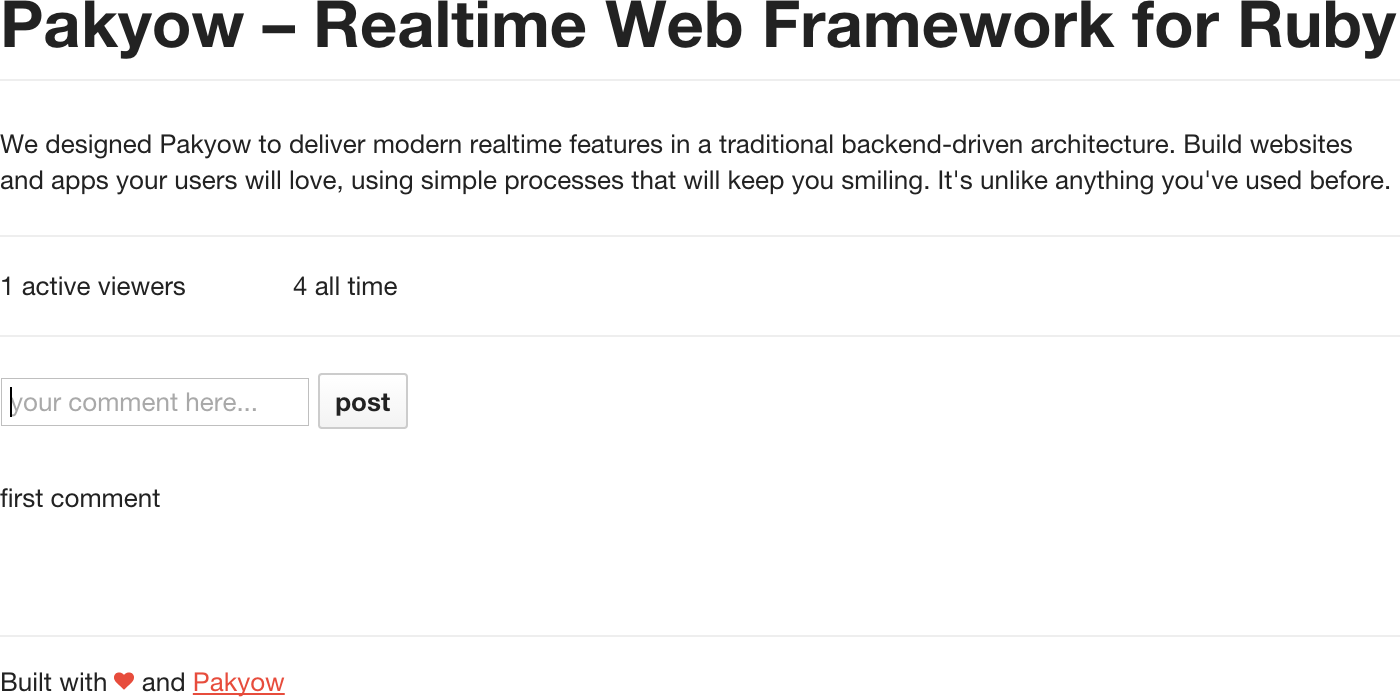 Pakyow – Realtime Web Framework for Ruby
We designed Pakyow to deliver modern realtime features in a traditional backend-driven architecture. Build websites
and apps your users will love, using simple processes that will keep you smiling. It's unlike anything you've used before.
1 active viewers 4 all time
your comment here... post
first comment
Built with ♥ and Pakyow